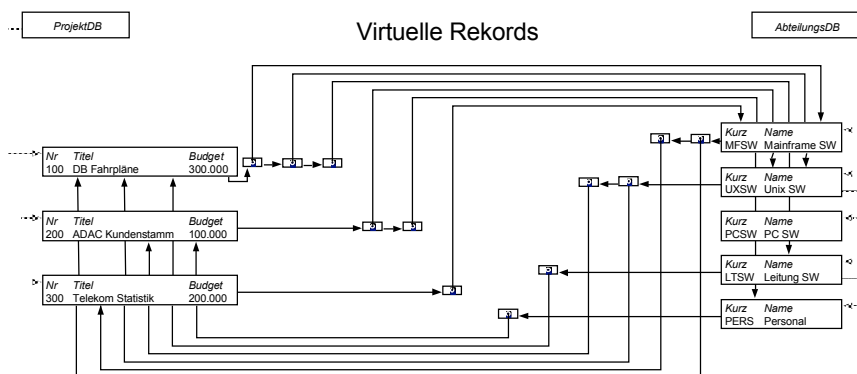 ProjektDB
Virtuelle Rekords
AbteilungsDB
Nr Titel Budget
100 DB Fahrpläne 300.000
Nr Titel Budget
200 ADAC Kundenstamm 100.000
Nr Titel Budget
300 Telekom Statistik 200.000
Kurz Name
MFSW Mainframe SW
Kurz Name
UXSW Unix SW
Kurz Name
PCSW PC SW
Kurz Name
LTSW Leitung SW
Kurz Name
PERS Personal